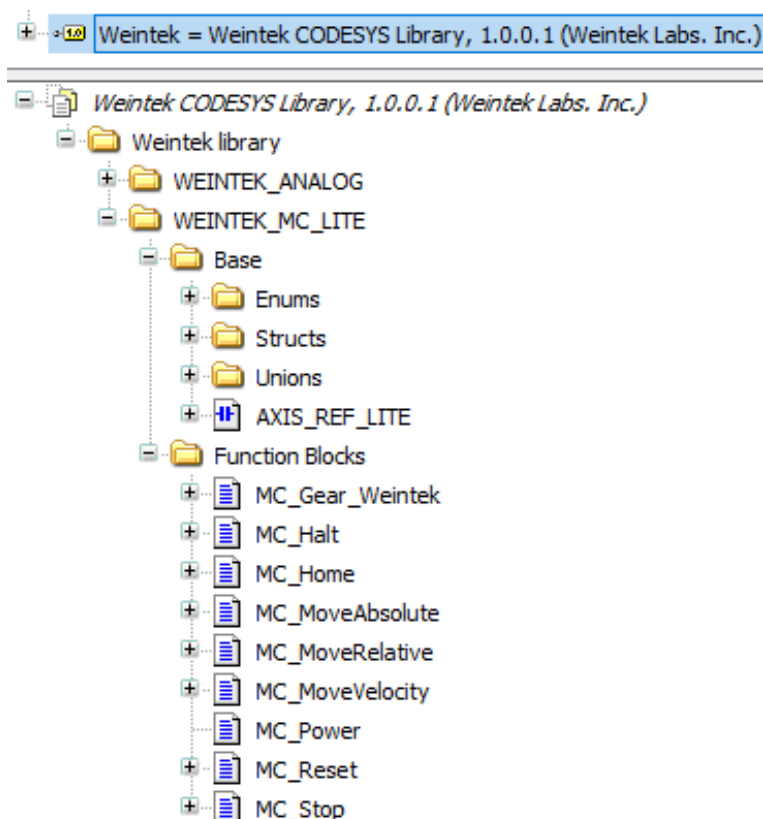 1.0 Weintek = Weintek CODESYS Library, 1.0.0.1 (Weintek Labs. Inc.)
Weintek CODESYS Library, 1.0.0.1 (Weintek Labs. Inc.)
Weintek library
WEINTEK_ANALOG
WEINTEK_MC_LITE
Base
Enums
Structs
Unions
AXIS_REF_LITE
Function Blocks
MC_Gear_Weintek
MC_Halt
MC_Home
MC_MoveAbsolute
MC_MoveRelative
MC_MoveVelocity
MC_Power
MC_Reset
MC_Stop